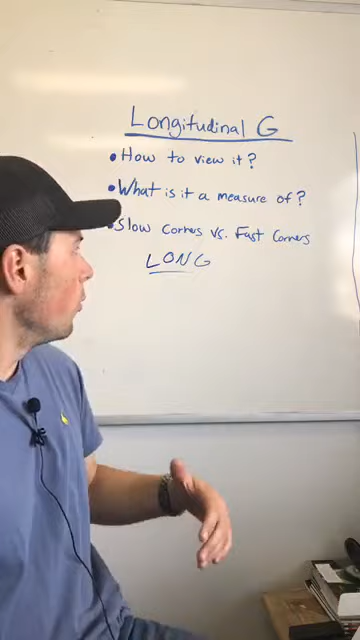 Longitudinal G
• How to view it?
• What is it a measure of?
• Slow Corners vs. Fast Corners
LONG